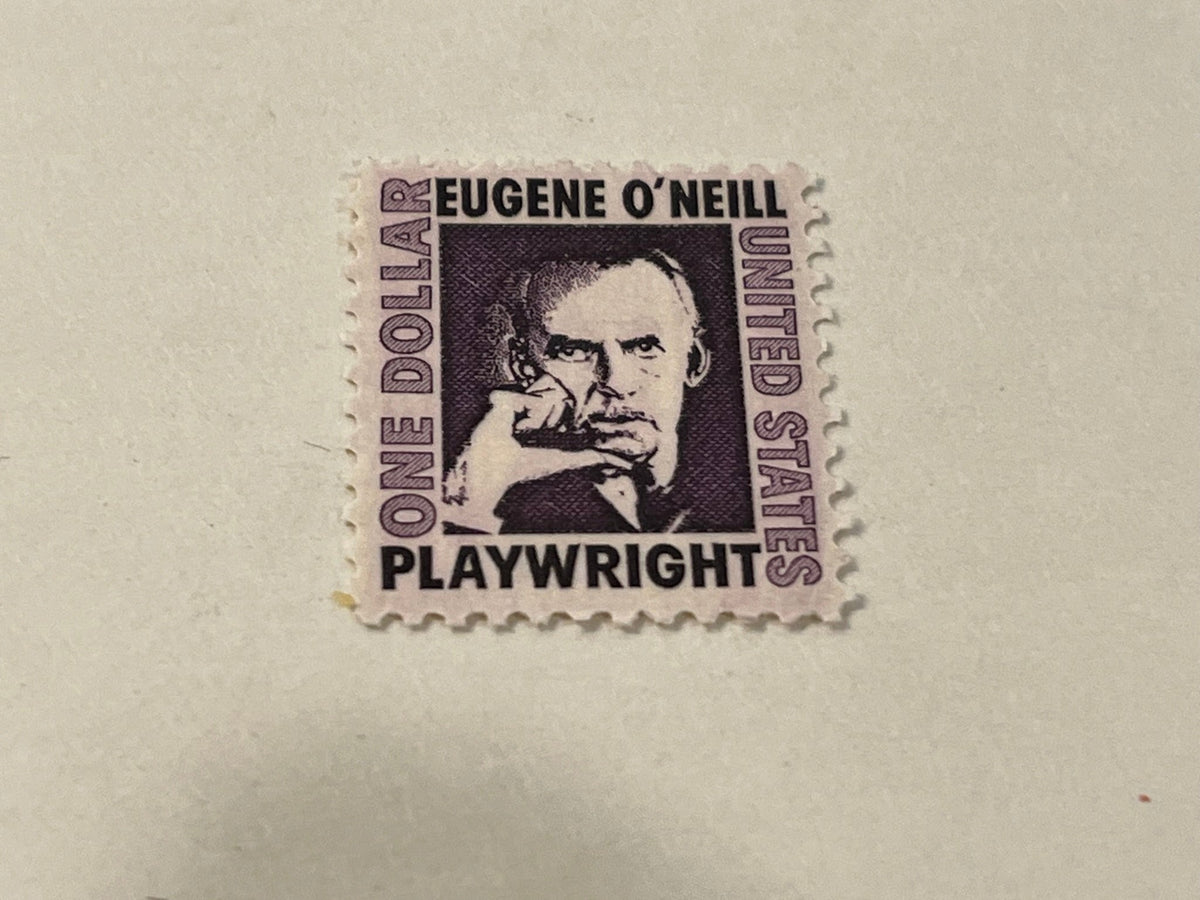 EUGENE O'NEILL
ONE DOLLAR
UNITED STATES
PLAYWRIGHT